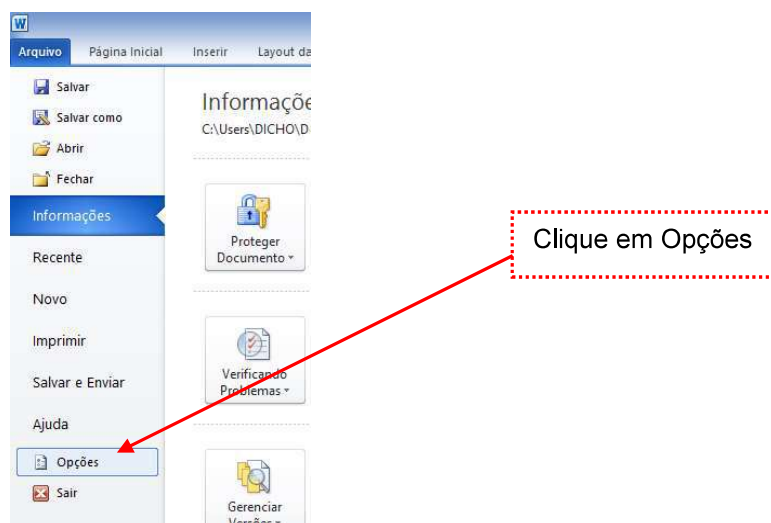 W
Arquivo Página Inicial Inserir Layout da
Salvar
Salvar como
Abrir
Fechar
Informações
Recente
Novo
Imprimir
Salvar e Enviar
Ajuda
Opções
Sair
Informaçõe
C:\Users\DICHO\D
Proteger
Documento
Verificando
Problemas
Gerenciar
Versões
Clique em Opções